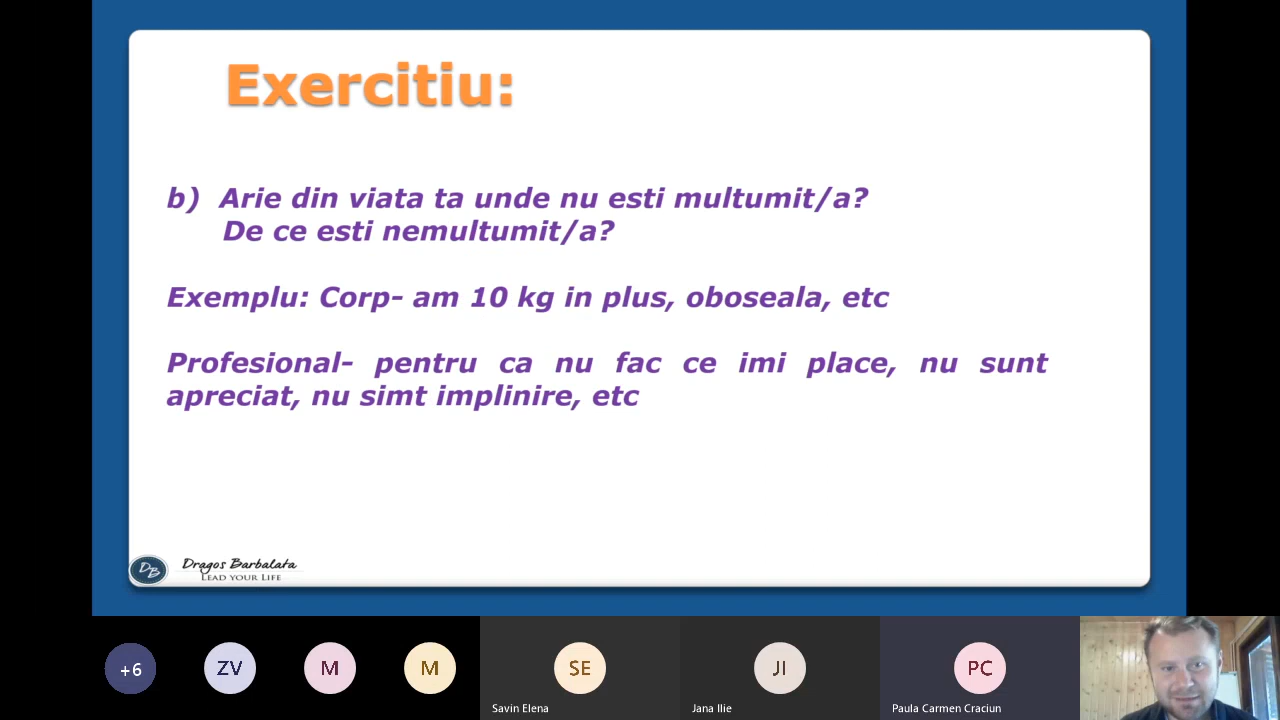 Exercitiu:
b) Arie din viata ta unde nu esti multumit/a?
De ce esti nemultumit/a?
Exemplu: Corp- am 10 kg in plus, oboseala, etc
Profesional- pentru ca nu fac ce imi place, nu sunt
apreciat, nu simt implinire, etc
DB
Dragos Barbalata
LEAD YOUR LIFE
+6
ZV
M
M
SE
JI
PC
Savin Elena
Jana Ilie
Paula Carmen Craciun